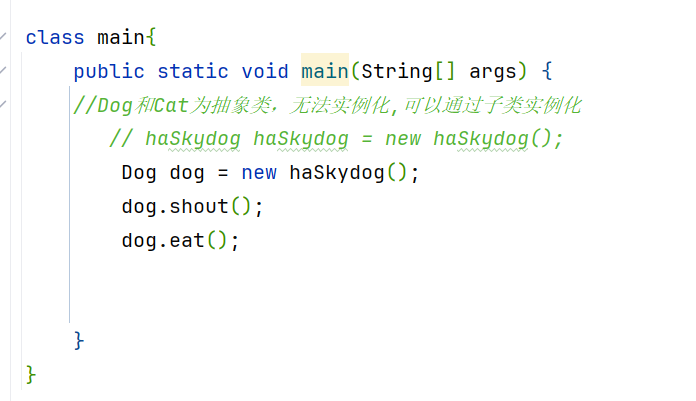 class main{
public static void main(String[] args) {
//Dog和Cat为抽象类，无法实例化,可以通过子类实例化
// haSkydog haSkydog = new haSkydog();
Dog dog = new haSkydog();
dog.shout();
dog.eat();
}
}